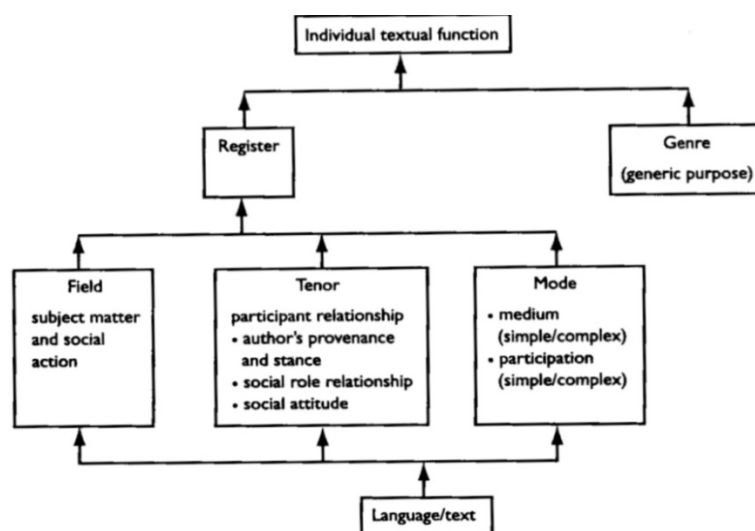 Individual textual function
Register
Genre
(generic purpose)
Field
subject matter
and social
action
Tenor
participant relationship
• author's provenance
and stance
• social role relationship
• social attitude
Mode
• medium
(simple/complex)
• participation
(simple/complex)
Language/text